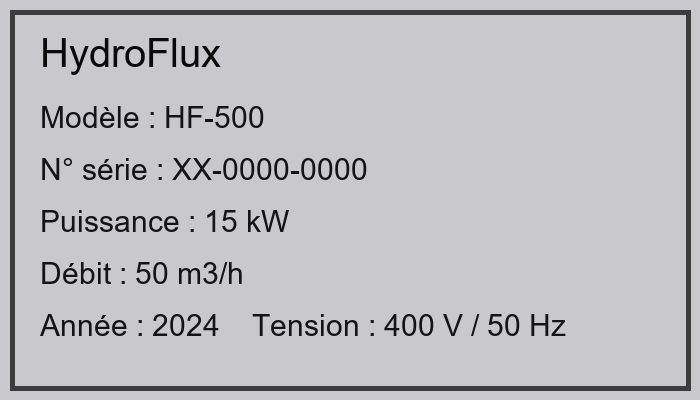 HydroFlux
Modèle : HF-500
N° série : XX-0000-0000
Puissance : 15 kW
Débit : 50 m3/h
Année : 2024    Tension : 400 V / 50 Hz